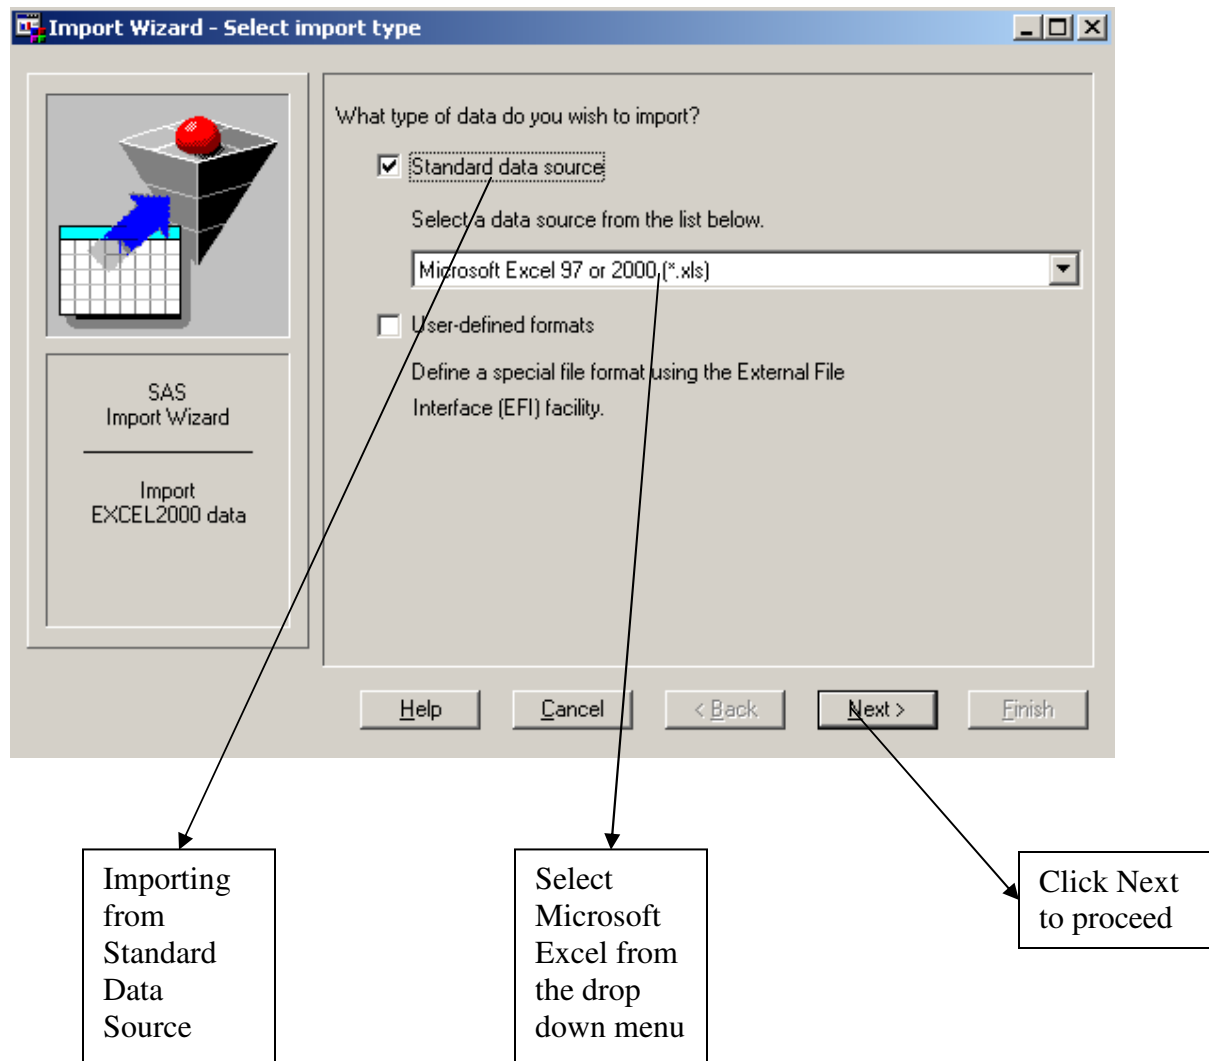 Import Wizard - Select import type
What type of data do you wish to import?
Standard data source
Select a data source from the list below.
Microsoft Excel 97 or 2000 (*.xls)
User-defined formats
Define a special file format using the External File
Interface (EFI) facility.
SAS
Import Wizard
Import
EXCEL2000 data
Help
Cancel
< Back
Next >
Finish
Importing
from
Standard
Data
Source
Select
Microsoft
Excel from
the drop
down menu
Click Next
to proceed